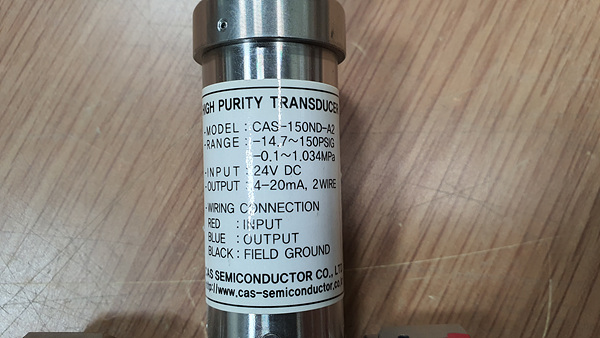 HIGH PURITY TRANSDUCER
-MODEL : CAS-150ND-A2
-RANGE : -14.7~150PSIG
-0.1~1.034MPa
-INPUT : 24V DC
-OUTPUT : 4-20mA, 2WIRE
-WIRING CONNECTION
RED : INPUT
BLUE : OUTPUT
BLACK : FIELD GROUND
CAS SEMICONDUCTOR CO., LTD
http://www.cas-semiconductor.co.